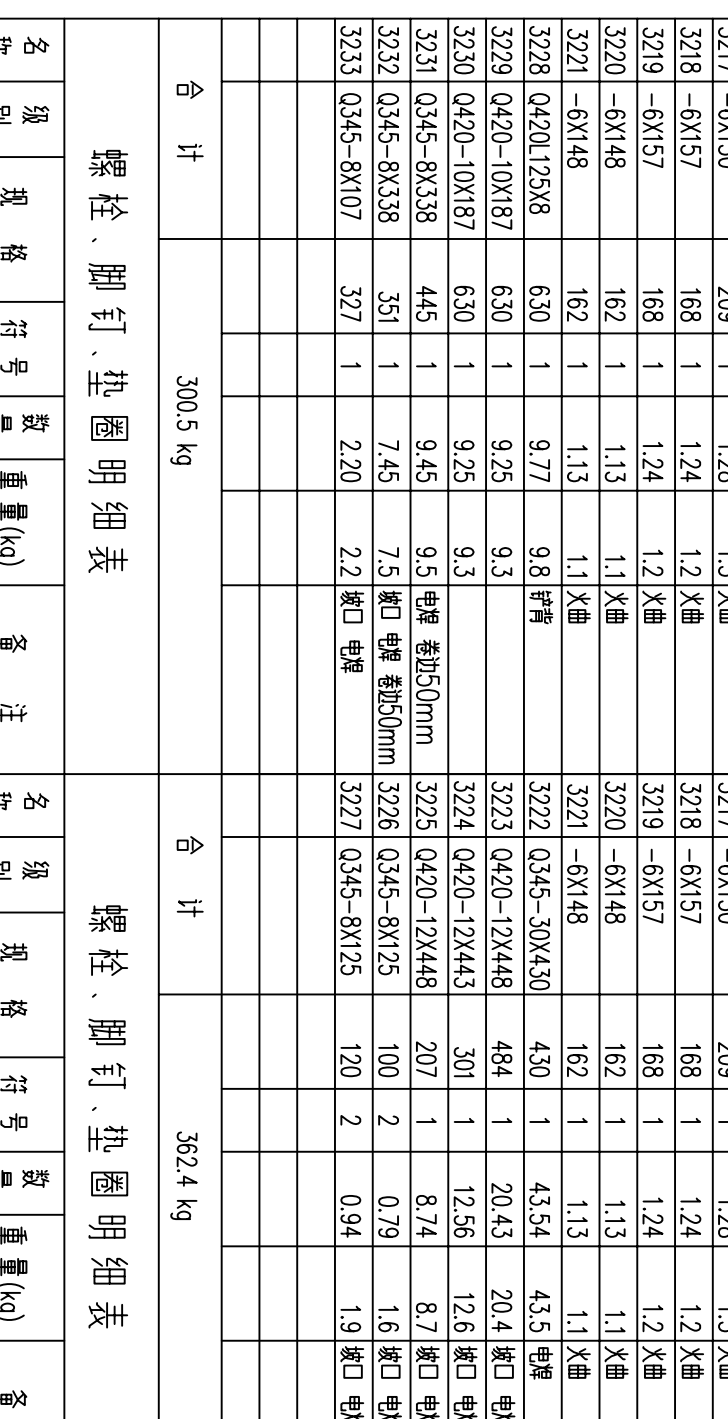 3218 -6X157 168 1 1.24 1.2 火曲
3219 -6X157 168 1 1.24 1.2 火曲
3220 -6X148 162 1 1.13 1.1 火曲
3221 -6X148 162 1 1.13 1.1 火曲
3228 Q420L125X8 630 1 9.77 9.8 铲背
3229 Q420-10X187 630 1 9.25 9.3
3230 Q420-10X187 630 1 9.25 9.3
3231 Q345-8X338 445 1 9.45 9.5 电焊 卷边50mm
3232 Q345-8X338 351 1 7.45 7.5 坡口 电焊 卷边50mm
3233 Q345-8X107 327 1 2.20 2.2 坡口 电焊
合 计 300.5 kg
螺栓、脚钉、垫圈明细表
名称 级别 规格 符号 数量 重量(kg) 备注
3218 -6X157 168 1 1.24 1.2 火曲
3219 -6X157 168 1 1.24 1.2 火曲
3220 -6X148 162 1 1.13 1.1 火曲
3221 -6X148 162 1 1.13 1.1 火曲
3222 Q345-30X430 430 1 43.54 43.5 电焊
3223 Q420-12X448 484 1 20.43 20.4 坡口 电
3224 Q420-12X443 301 1 12.56 12.6 坡口 电
3225 Q420-12X448 207 1 8.74 8.7 坡口 电
3226 Q345-8X125 100 2 0.79 1.6 坡口 电
3227 Q345-8X125 120 2 0.94 1.9 坡口 电
合 计 362.4 kg
螺栓、脚钉、垫圈明细表
名称 级别 规格 符号 数量 重量(kg) 备